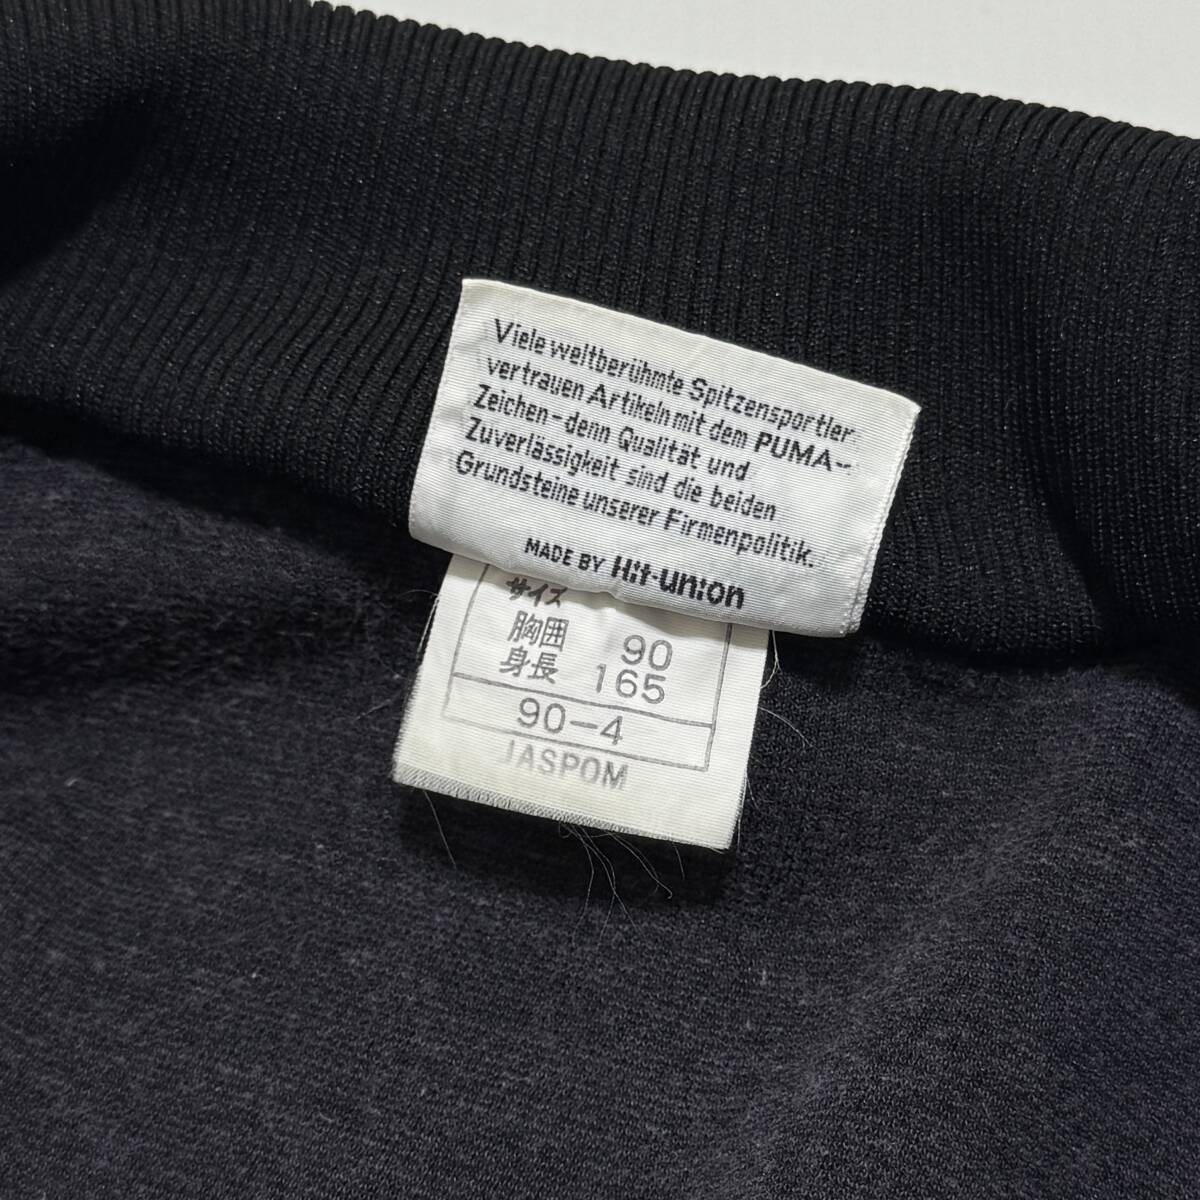 Viele weltberühmte Spitzensportler
vertrauen Artikeln mit dem PUMA-
Zeichen-denn Qualität und
Zuverlässigkeit sind die beiden
Grundsteine unserer Firmenpolitik.
MADE BY Hit-union
サイズ
胸囲 90
身長 165
90-4
JASPOM